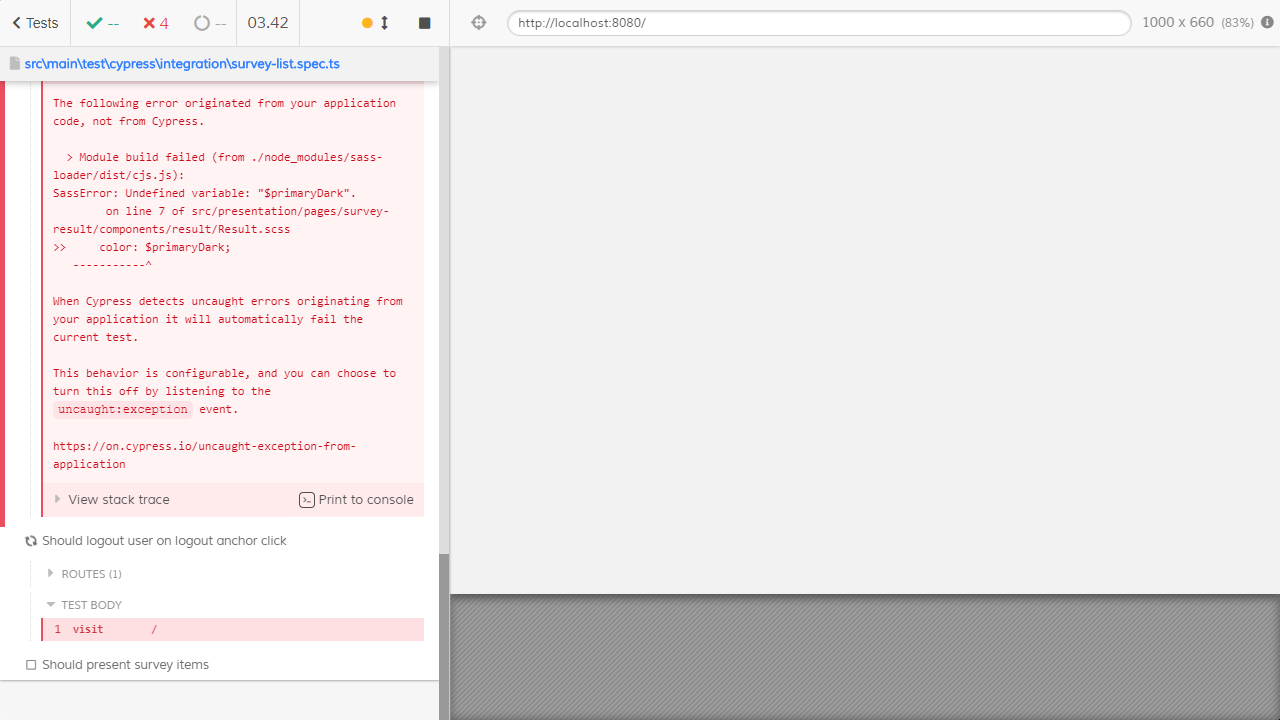 Tests -- 4 -- 03.42 http://localhost:8080/ 1000 x 660 (83%)
src\main\test\cypress\integration\survey-list.spec.ts
The following error originated from your application
code, not from Cypress.
> Module build failed (from ./node_modules/sass-
loader/dist/cjs.js):
SassError: Undefined variable: "$primaryDark".
on line 7 of src/presentation/pages/survey-
result/components/result/Result.scss
>> color: $primaryDark;
-----------^
When Cypress detects uncaught errors originating from
your application it will automatically fail the
current test.
This behavior is configurable, and you can choose to
turn this off by listening to the
uncaught:exception event.
https://on.cypress.io/uncaught-exception-from-
application
View stack trace Print to console
Should logout user on logout anchor click
ROUTES (1)
TEST BODY
1 visit /
Should present survey items